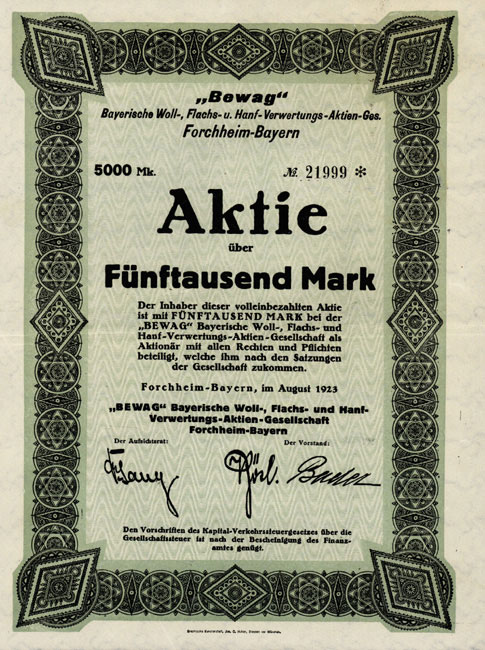 „Bewag“
Bayerische Woll-, Flachs- u. Hanf-Verwertungs-Aktien-Ges.
Forchheim-Bayern
5000 Mk. № 21999 *
Aktie
über
Fünftausend Mark
Der Inhaber dieser volleinbezahlten Aktie
ist mit FÜNFTAUSEND MARK bei der
„BEWAG“ Bayerische Woll-, Flachs- und
Hanf-Verwertungs-Aktien-Gesellschaft als
Aktionär mit allen Rechten und Pflichten
beteiligt, welche ihm nach den Satzungen
der Gesellschaft zukommen.
Forchheim-Bayern, im August 1923
„BEWAG“ Bayerische Woll-, Flachs- und Hanf-
Verwertungs-Aktien-Gesellschaft
Forchheim-Bayern
Der Aufsichtsrat: Der Vorstand:
Den Vorschriften des Kapital-Verkehrssteuergesetzes über die
Gesellschaftssteuer ist nach der Bescheinigung des Finanz-
amtes genügt.